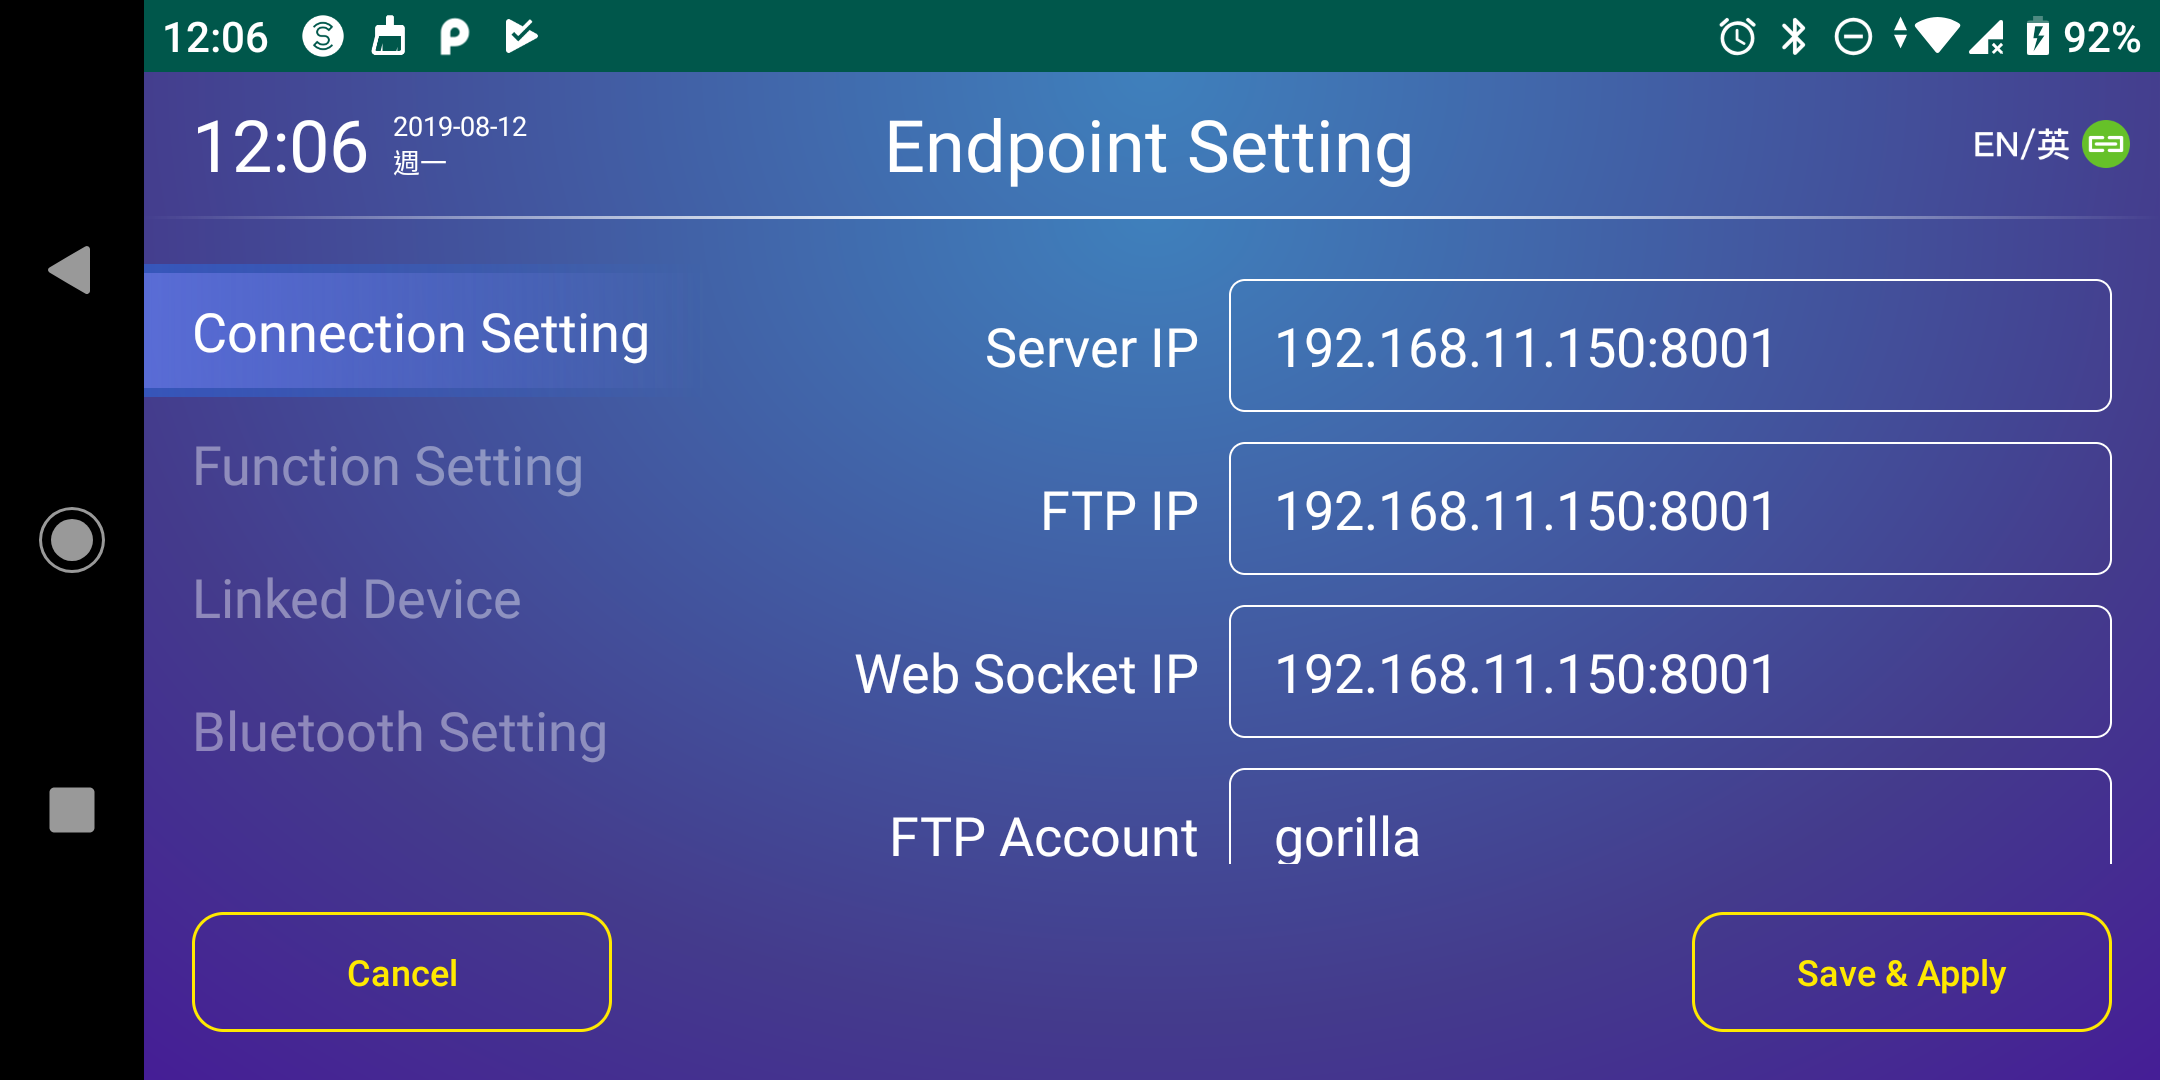 12:06
92%
12:06
2019-08-12
週一
Endpoint Setting
EN/英
Connection Setting
Function Setting
Linked Device
Bluetooth Setting
Server IP
192.168.11.150:8001
FTP IP
192.168.11.150:8001
Web Socket IP
192.168.11.150:8001
FTP Account
gorilla
Cancel
Save & Apply